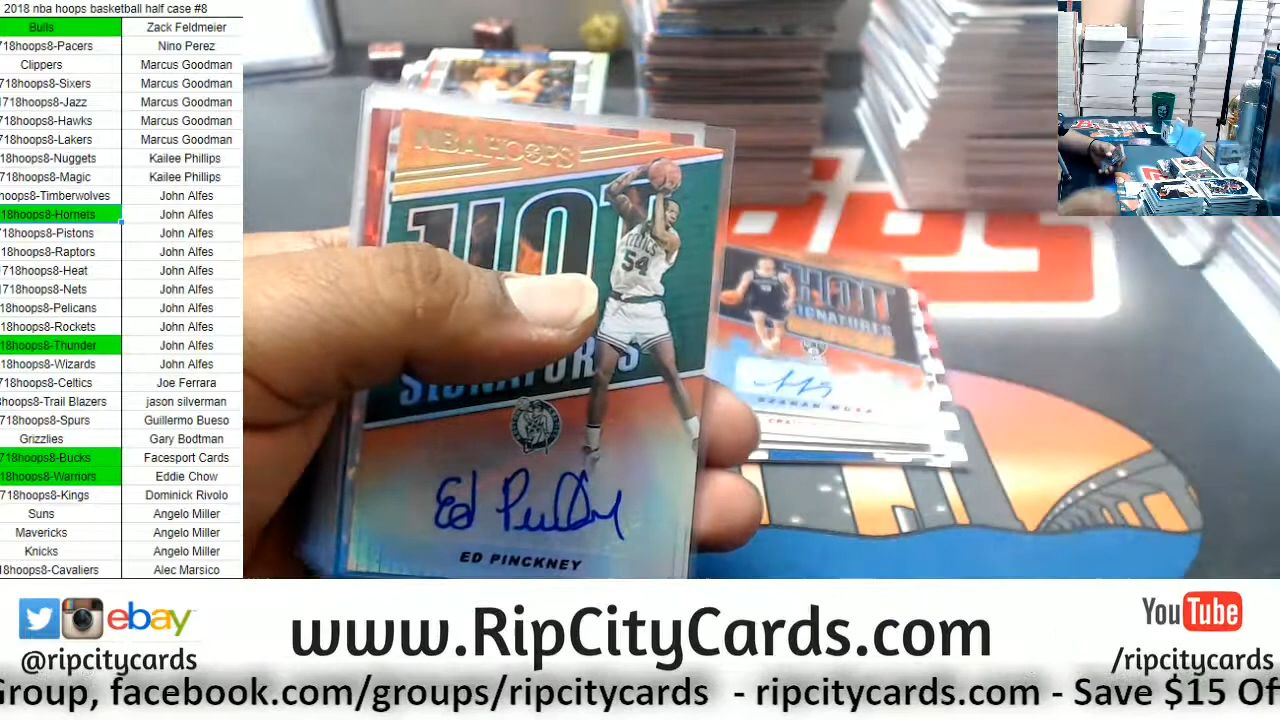 2018 nba hoops basketball half case #8
Bulls Zack Feldmeier
718hoops8-Pacers Nino Perez
Clippers Marcus Goodman
718hoops8-Sixers Marcus Goodman
1718hoops8-Jazz Marcus Goodman
718hoops8-Hawks Marcus Goodman
718hoops8-Lakers Marcus Goodman
18hoops8-Nuggets Kailee Phillips
718hoops8-Magic Kailee Phillips
hoops8-Timberwolves John Alfes
18hoops8-Hornets John Alfes
718hoops8-Pistons John Alfes
18hoops8-Raptors John Alfes
718hoops8-Heat John Alfes
1718hoops8-Nets John Alfes
18hoops8-Pelicans John Alfes
18hoops8-Rockets John Alfes
18hoops8-Thunder John Alfes
18hoops8-Wizards John Alfes
718hoops8-Celtics Joe Ferrara
8hoops8-Trail Blazers jason silverman
718hoops8-Spurs Guillermo Bueso
Grizzlies Gary Bodtman
718hoops8-Bucks Facesport Cards
18hoops8-Warriors Eddie Chow
718hoops8-Kings Dominick Rivolo
Suns Angelo Miller
Mavericks Angelo Miller
Knicks Angelo Miller
18hoops8-Cavaliers Alec Marsico
NBA HOOPS
HOT
SIGNATURES
54
Ed Pinckney
ED PINCKNEY
HOT
SIGNATURES
DZANAN MUSA
ebay
@ripcitycards
www.RipCityCards.com
YouTube
/ripcitycards
Group, facebook.com/groups/ripcitycards - ripcitycards.com - Save $15 Of